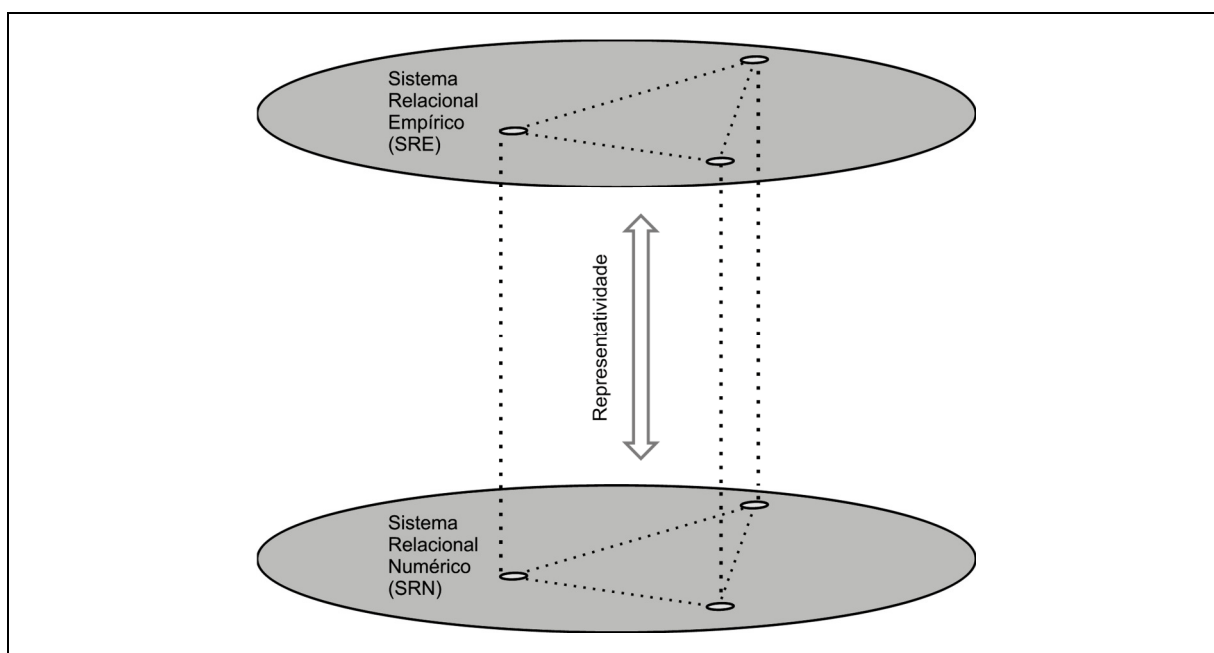 Sistema
Relacional
Empírico
(SRE)
Representatividade
Sistema
Relacional
Numérico
(SRN)